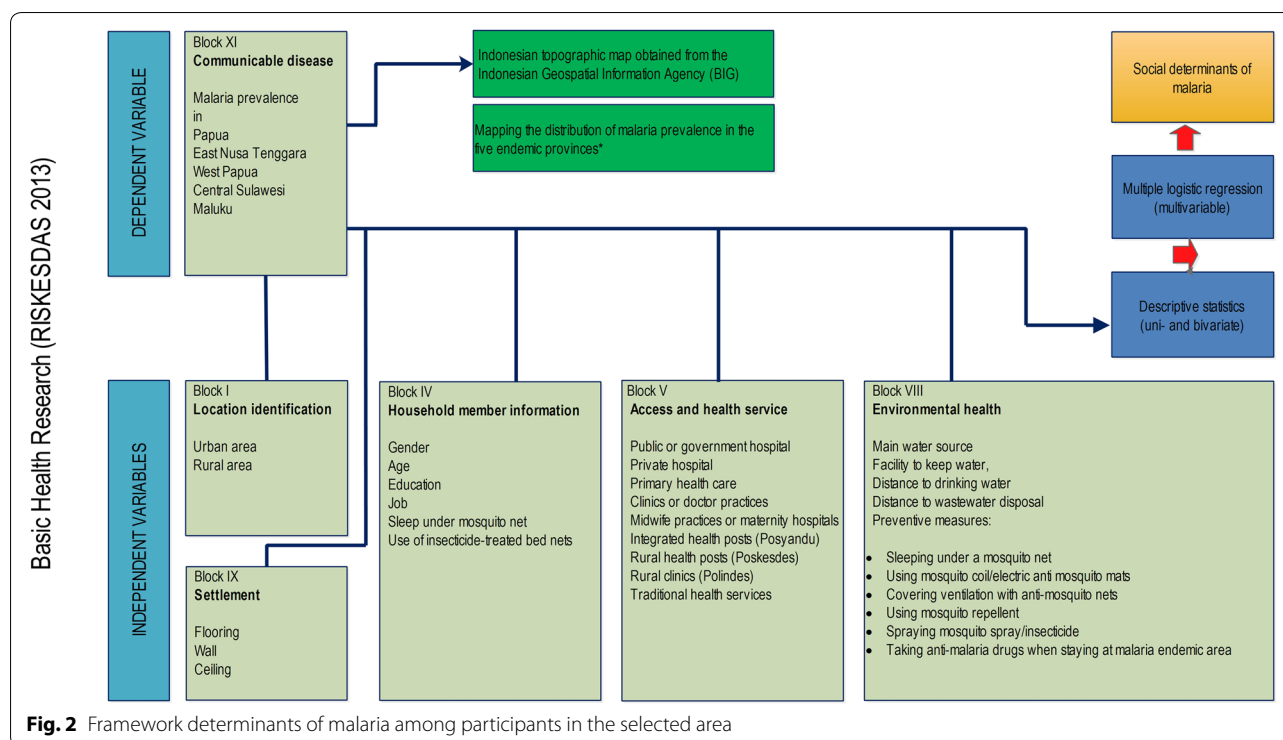 Basic Health Research (RISKESDAS 2013)
DEPENDENT VARIABLE
Block XI
Communicable disease
Malaria prevalence
in
Papua
East Nusa Tenggara
West Papua
Central Sulawesi
Maluku
Indonesian topographic map obtained from the
Indonesian Geospatial Information Agency (BIG)
Mapping the distribution of malaria prevalence in the
five endemic provinces*
Social determinants of
malaria
Multiple logistic regression
(multivariable)
Descriptive statistics
(uni- and bivariate)
INDEPENDENT VARIABLES
Block I
Location identification
Urban area
Rural area
Block IX
Settlement
Flooring
Wall
Ceiling
Block IV
Household member information
Gender
Age
Education
Job
Sleep under mosquito net
Use of insecticide-treated bed nets
Block V
Access and health service
Public or government hospital
Private hospital
Primary health care
Clinics or doctor practices
Midwife practices or maternity hospitals
Integrated health posts (Posyandu)
Rural health posts (Poskesdes)
Rural clinics (Polindes)
Traditional health services
Block VIII
Environmental health
Main water source
Facility to keep water,
Distance to drinking water
Distance to wastewater disposal
Preventive measures:
• Sleeping under a mosquito net
• Using mosquito coil/electric anti mosquito mats
• Covering ventilation with anti-mosquito nets
• Using mosquito repellent
• Spraying mosquito spray/insecticide
• Taking anti-malaria drugs when staying at malaria endemic area
Fig. 2 Framework determinants of malaria among participants in the selected area